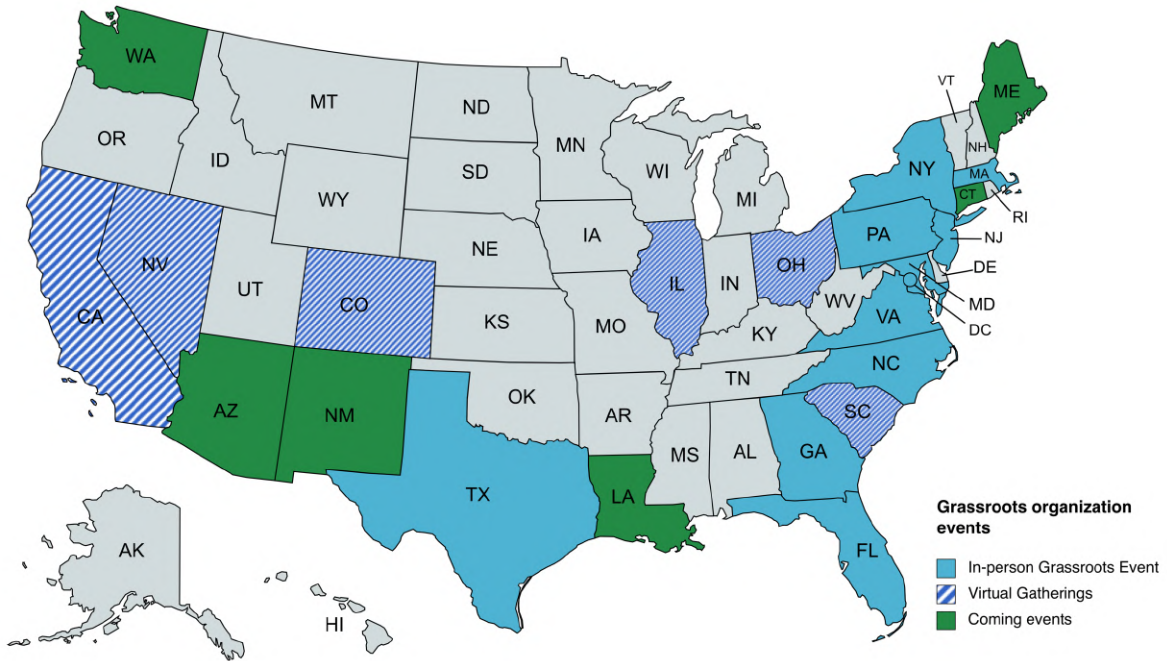 WA
MT
ND
MN
VT
ME
OR
ID
SD
WI
MI
NY
NH
MA
CT
RI
WY
NE
IA
PA
NJ
NV
UT
CO
IL
IN
OH
WV
DE
MD
DC
CA
KS
MO
KY
VA
AZ
NM
OK
AR
TN
NC
SC
TX
LA
MS
AL
GA
FL
AK
HI
Grassroots organization
events
In-person Grassroots Event
Virtual Gatherings
Coming events